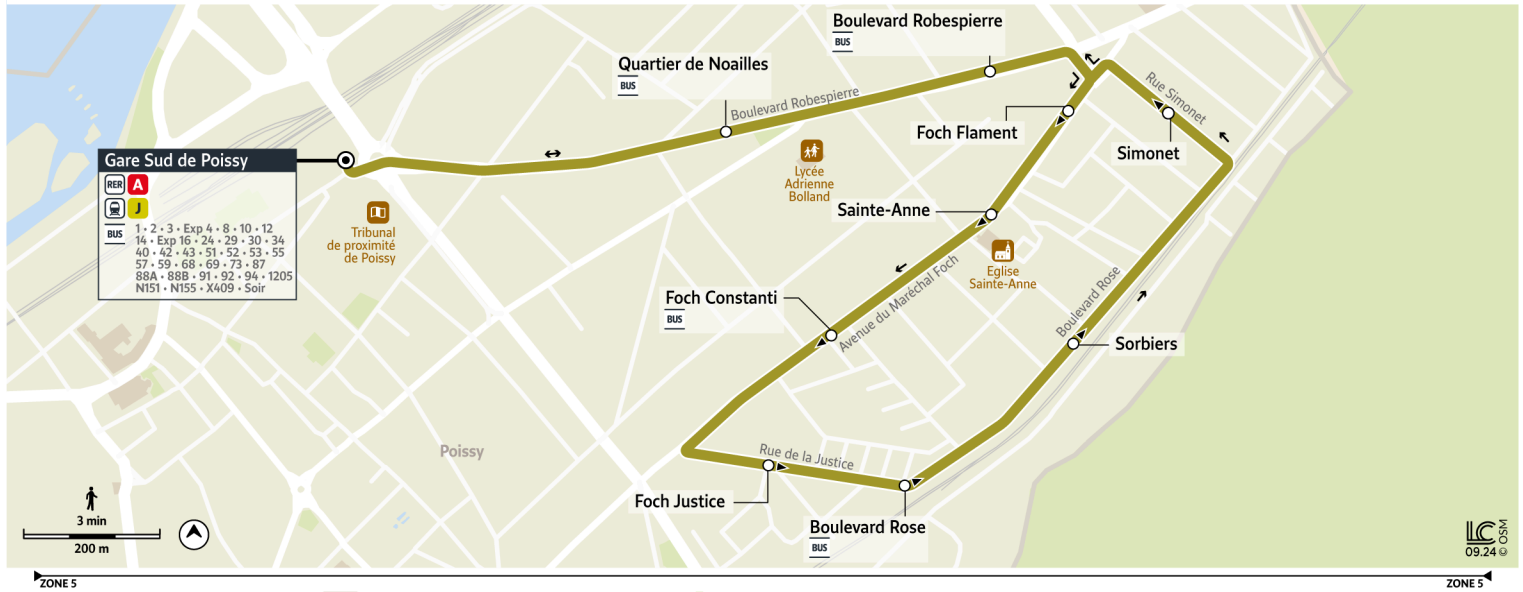 Boulevard Robespierre
BUS
Quartier de Noailles
BUS
Boulevard Robespierre
Rue Simonet
Foch Flament
Simonet
Gare Sud de Poissy
RER A
J
BUS
1 • 2 • 3 • Exp 4 • 8 • 10 • 12
14 • Exp 16 • 24 • 29 • 30 • 34
40 • 42 • 43 • 51 • 52 • 53 • 55
57 • 59 • 68 • 69 • 73 • 87
88A • 88B • 91 • 92 • 94 • 1205
N151 • N155 • X409 • Soir
Lycée
Adrienne
Bolland
Sainte-Anne
Tribunal
de proximité
de Poissy
Eglise
Sainte-Anne
Avenue du Maréchal Foch
Boulevard Rose
Foch Constanti
BUS
Sorbiers
Poissy
Rue de la Justice
Foch Justice
Boulevard Rose
BUS
3 min
200 m
LC
09.24 © OSM
ZONE 5
ZONE 5